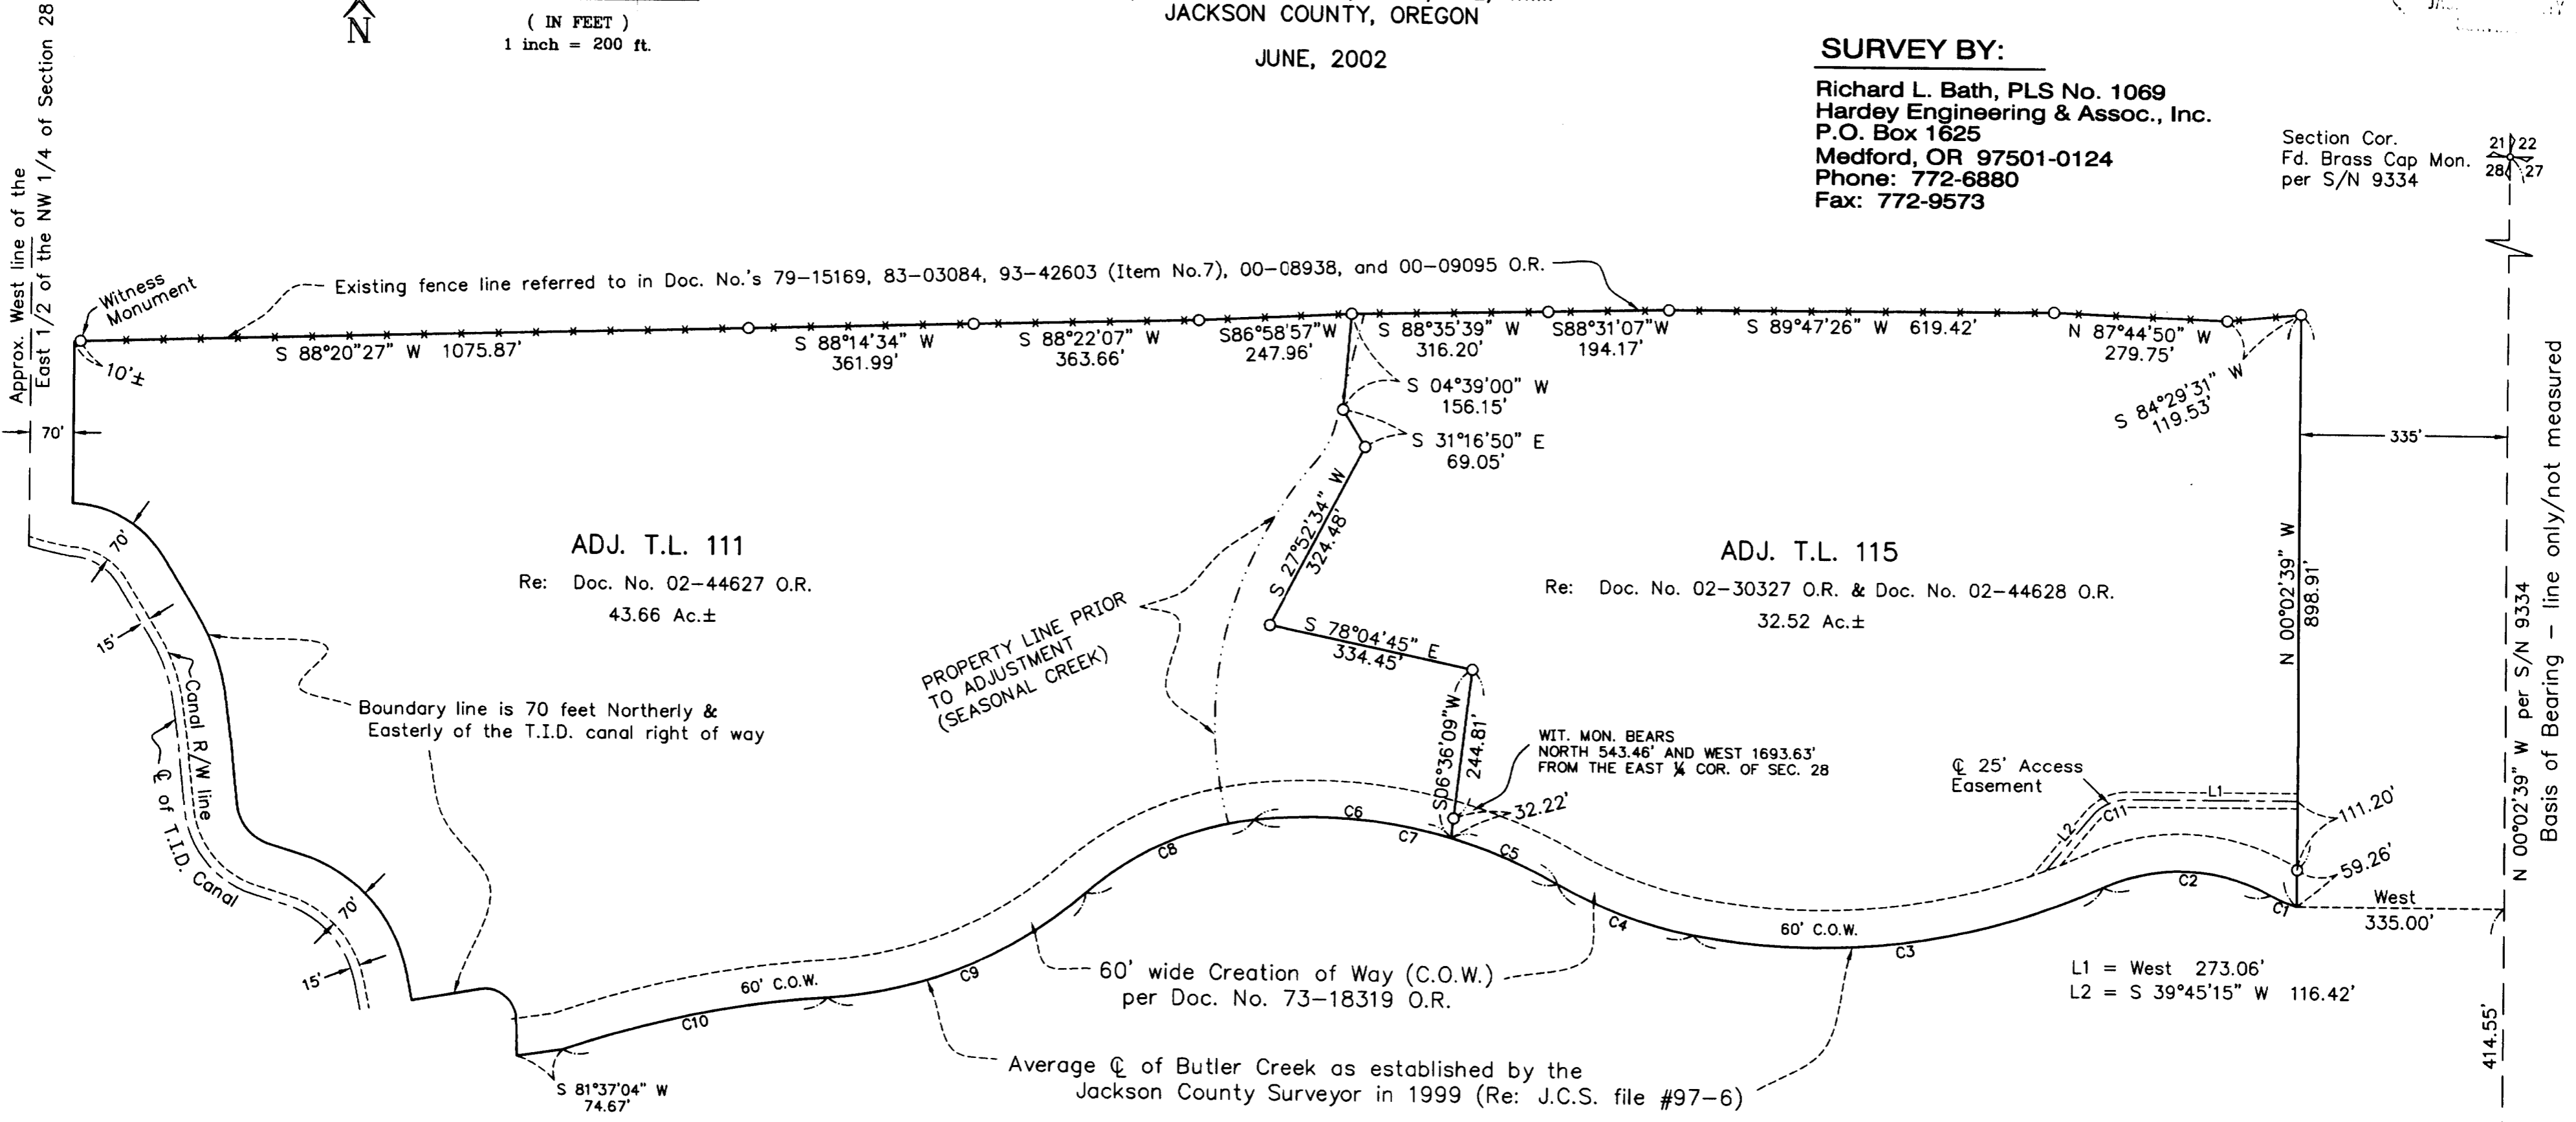 ( IN FEET )
1 inch = 200 ft.
N
JACKSON COUNTY, OREGON
JUNE, 2002
SURVEY BY:
Richard L. Bath, PLS No. 1069
Hardey Engineering & Assoc., Inc.
P.O. Box 1625
Medford, OR 97501-0124
Phone: 772-6880
Fax: 772-9573
Section Cor.
Fd. Brass Cap Mon.
per S/N 9334
21 22
28 27
Approx. West line of the
East 1/2 of the NW 1/4 of Section 28
Witness
Monument
Existing fence line referred to in Doc. No.'s 79-15169, 83-03084, 93-42603 (Item No.7), 00-08938, and 00-09095 O.R.
10'±
S 88°20'27" W 1075.87'
S 88°14'34" W
361.99'
S 88°22'07" W
363.66'
S86°58'57"W
247.96'
S 88°35'39" W
316.20'
S88°31'07"W
194.17'
S 89°47'26" W 619.42'
N 87°44'50" W
279.75'
S 84°29'31" W
119.53'
S 04°39'00" W
156.15'
S 31°16'50" E
69.05'
70'
335'
S 27°52'34" W
324.48'
ADJ. T.L. 111
Re: Doc. No. 02-44627 O.R.
43.66 Ac.±
ADJ. T.L. 115
Re: Doc. No. 02-30327 O.R. & Doc. No. 02-44628 O.R.
32.52 Ac.±
N 00°02'39" W
898.91'
70'
15'
PROPERTY LINE PRIOR
TO ADJUSTMENT
(SEASONAL CREEK)
S 78°04'45" E
334.45'
S06°36'09"W
244.81'
WIT. MON. BEARS
NORTH 543.46' AND WEST 1693.63'
FROM THE EAST ¼ COR. OF SEC. 28
32.22'
Boundary line is 70 feet Northerly &
Easterly of the T.I.D. canal right of way
Canal R/W line
℄ of T.I.D. Canal
℄ 25' Access
Easement
L1
L2
C11
111.20'
59.26'
West
335.00'
C1
C2
C3
C4
C5
C6
C7
C8
C9
C10
60' C.O.W.
60' C.O.W.
70'
15'
60' wide Creation of Way (C.O.W.)
per Doc. No. 73-18319 O.R.
L1 = West 273.06'
L2 = S 39°45'15" W 116.42'
Average ℄ of Butler Creek as established by the
Jackson County Surveyor in 1999 (Re: J.C.S. file #97-6)
S 81°37'04" W
74.67'
414.55'
N 00°02'39" W per S/N 9334
Basis of Bearing - line only/not measured